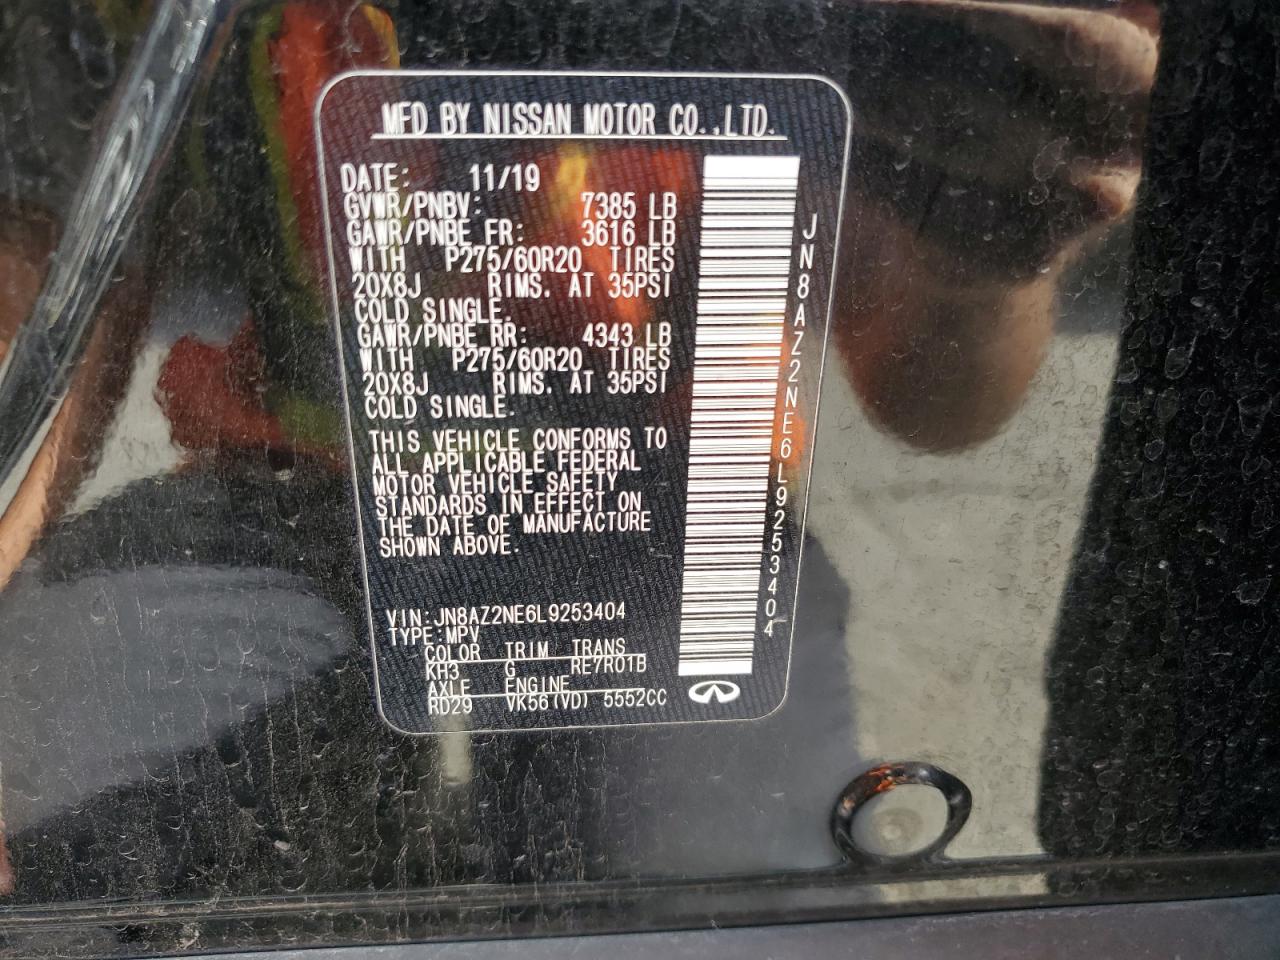 MFD BY NISSAN MOTOR CO.,LTD.
DATE: 11/19
GVWR/PNBV: 7385 LB
GAWR/PNBE FR: 3616 LB
WITH P275/60R20 TIRES
20X8J RIMS. AT 35PSI
COLD SINGLE.
GAWR/PNBE RR: 4343 LB
WITH P275/60R20 TIRES
20X8J RIMS. AT 35PSI
COLD SINGLE.
THIS VEHICLE CONFORMS TO
ALL APPLICABLE FEDERAL
MOTOR VEHICLE SAFETY
STANDARDS IN EFFECT ON
THE DATE OF MANUFACTURE
SHOWN ABOVE.
VIN:JN8AZ2NE6L9253404
TYPE:MPV
COLOR TRIM TRANS
KH3 G RE7R01B
AXLE ENGINE
RD29 VK56(VD) 5552CC
JN8AZ2NE6L9253404